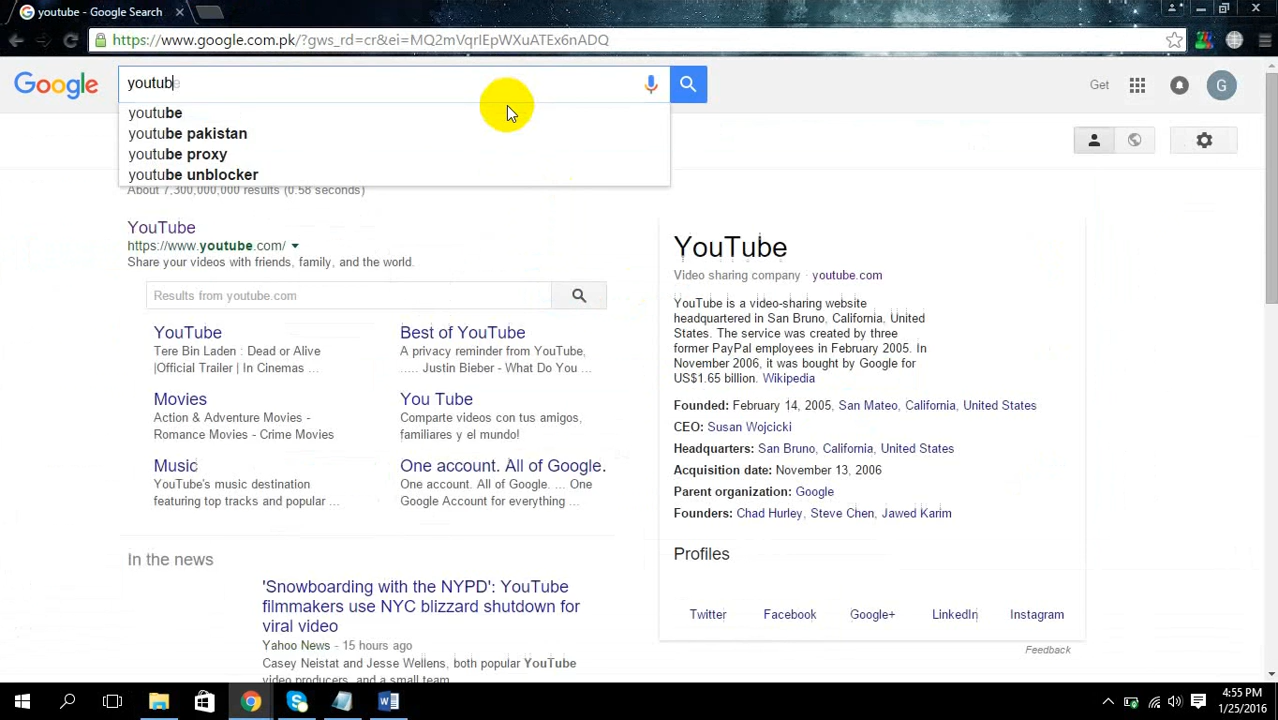 youtube - Google Search
https://www.google.com.pk/?gws_rd=cr&ei=MQ2mVqrIEpWXuATEx6nADQ
Google
youtube
Get
G
youtube
youtube pakistan
youtube proxy
youtube unblocker
About 7,300,000,000 results (0.58 seconds)
YouTube
https://www.youtube.com/
Share your videos with friends, family, and the world.
Results from youtube.com
YouTube
Tere Bin Laden : Dead or Alive
|Official Trailer | In Cinemas ...
Best of YouTube
A privacy reminder from YouTube,
..... Justin Bieber - What Do You ...
Movies
Action & Adventure Movies -
Romance Movies - Crime Movies
You Tube
Comparte videos con tus amigos,
familiares y el mundo!
Music
YouTube's music destination
featuring top tracks and popular ...
One account. All of Google.
One account. All of Google. ... One
Google Account for everything ...
In the news
'Snowboarding with the NYPD': YouTube
filmmakers use NYC blizzard shutdown for
viral video
Yahoo News - 15 hours ago
Casey Neistat and Jesse Wellens, both popular YouTube
video producers, and a small team
YouTube
Video sharing company · youtube.com
YouTube is a video-sharing website
headquartered in San Bruno, California, United
States. The service was created by three
former PayPal employees in February 2005. In
November 2006, it was bought by Google for
US$1.65 billion. Wikipedia
Founded: February 14, 2005, San Mateo, California, United States
CEO: Susan Wojcicki
Headquarters: San Bruno, California, United States
Acquisition date: November 13, 2006
Parent organization: Google
Founders: Chad Hurley, Steve Chen, Jawed Karim
Profiles
Twitter Facebook Google+ LinkedIn Instagram
Feedback
4:55 PM
1/25/2016